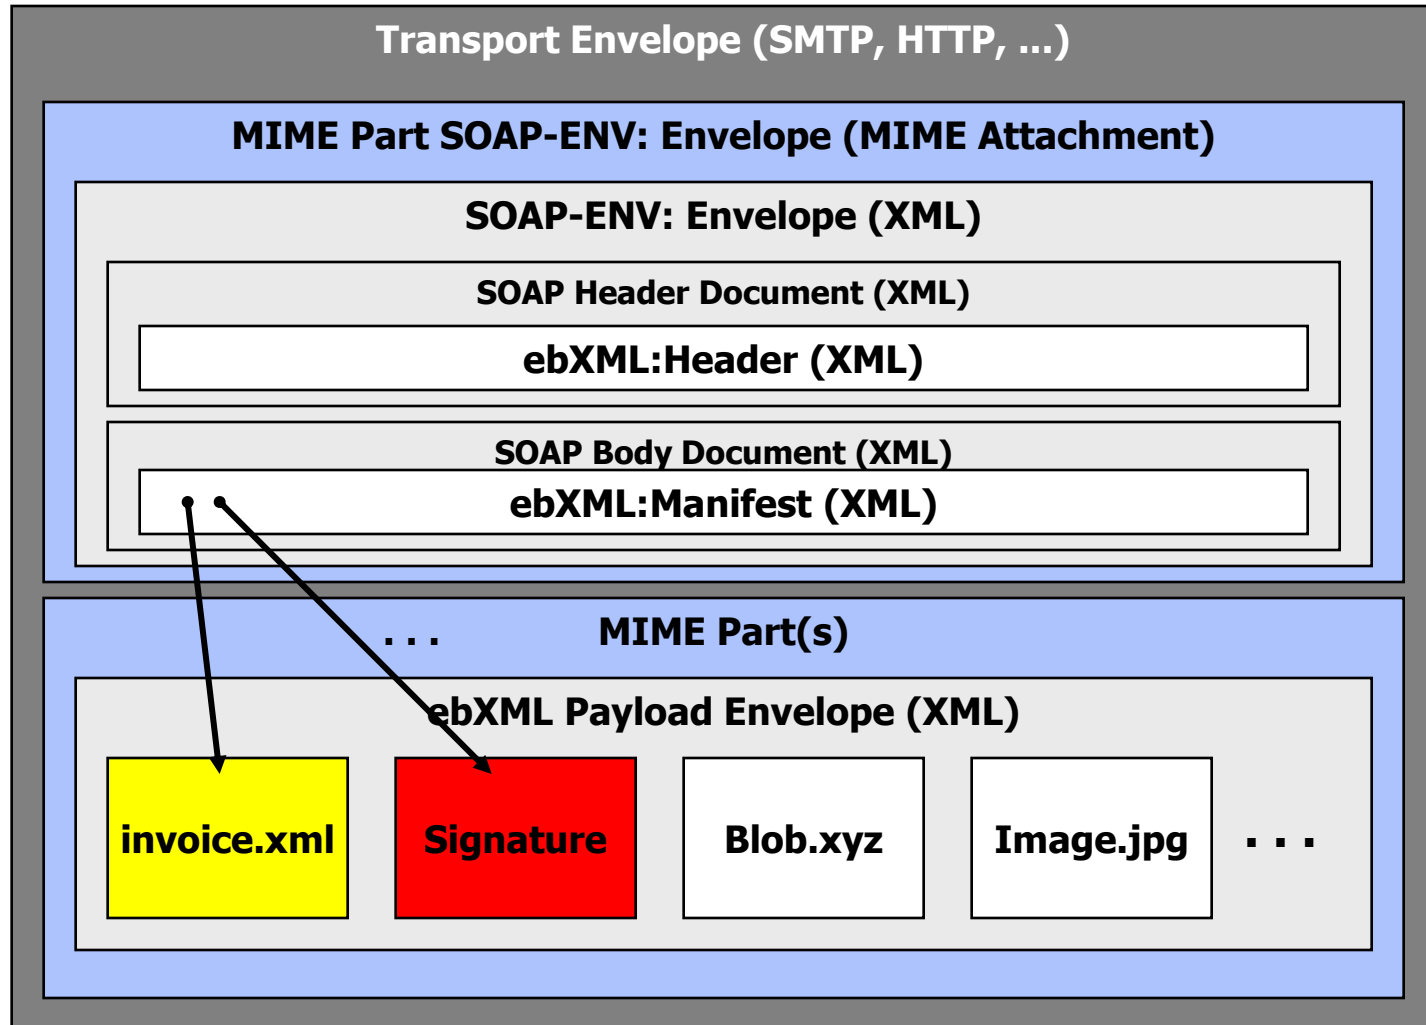 Transport Envelope (SMTP, HTTP, ...)
MIME Part SOAP-ENV: Envelope (MIME Attachment)
SOAP-ENV: Envelope (XML)
SOAP Header Document (XML)
ebXML:Header (XML)
SOAP Body Document (XML)
ebXML:Manifest (XML)
. . . MIME Part(s)
ebXML Payload Envelope (XML)
invoice.xml Signature Blob.xyz Image.jpg . . .